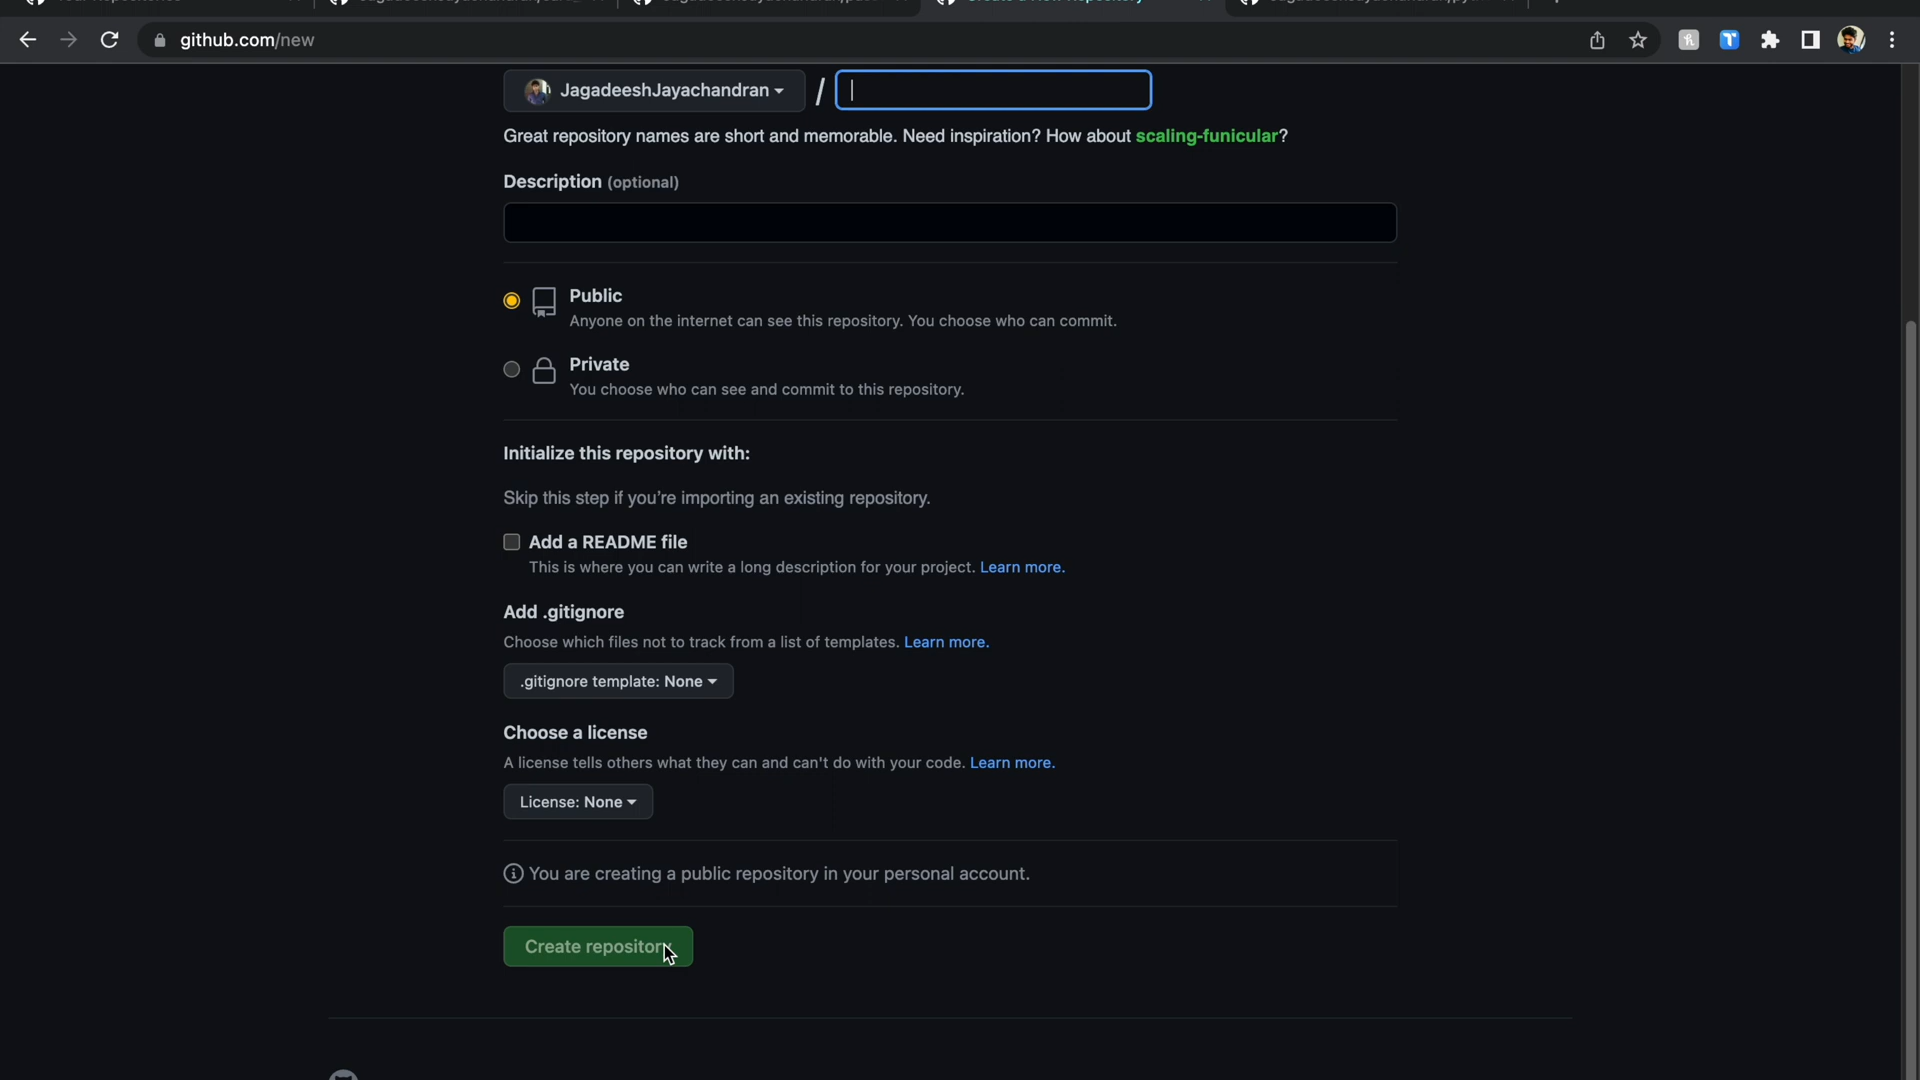 Create a New Repository
github.com/new
JagadeeshJayachandran /
Great repository names are short and memorable. Need inspiration? How about scaling-funicular?
Description (optional)
Public
Anyone on the internet can see this repository. You choose who can commit.
Private
You choose who can see and commit to this repository.
Initialize this repository with:
Skip this step if you're importing an existing repository.
Add a README file
This is where you can write a long description for your project. Learn more.
Add .gitignore
Choose which files not to track from a list of templates. Learn more.
.gitignore template: None
Choose a license
A license tells others what they can and can't do with your code. Learn more.
License: None
You are creating a public repository in your personal account.
Create repository